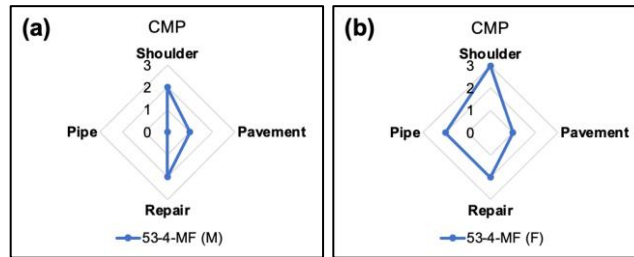 (a)
CMP
Shoulder
3
2
1
0
Pipe
Pavement
Repair
53-4-MF (M)
(b)
CMP
Shoulder
3
2
1
0
Pipe
Pavement
Repair
53-4-MF (F)